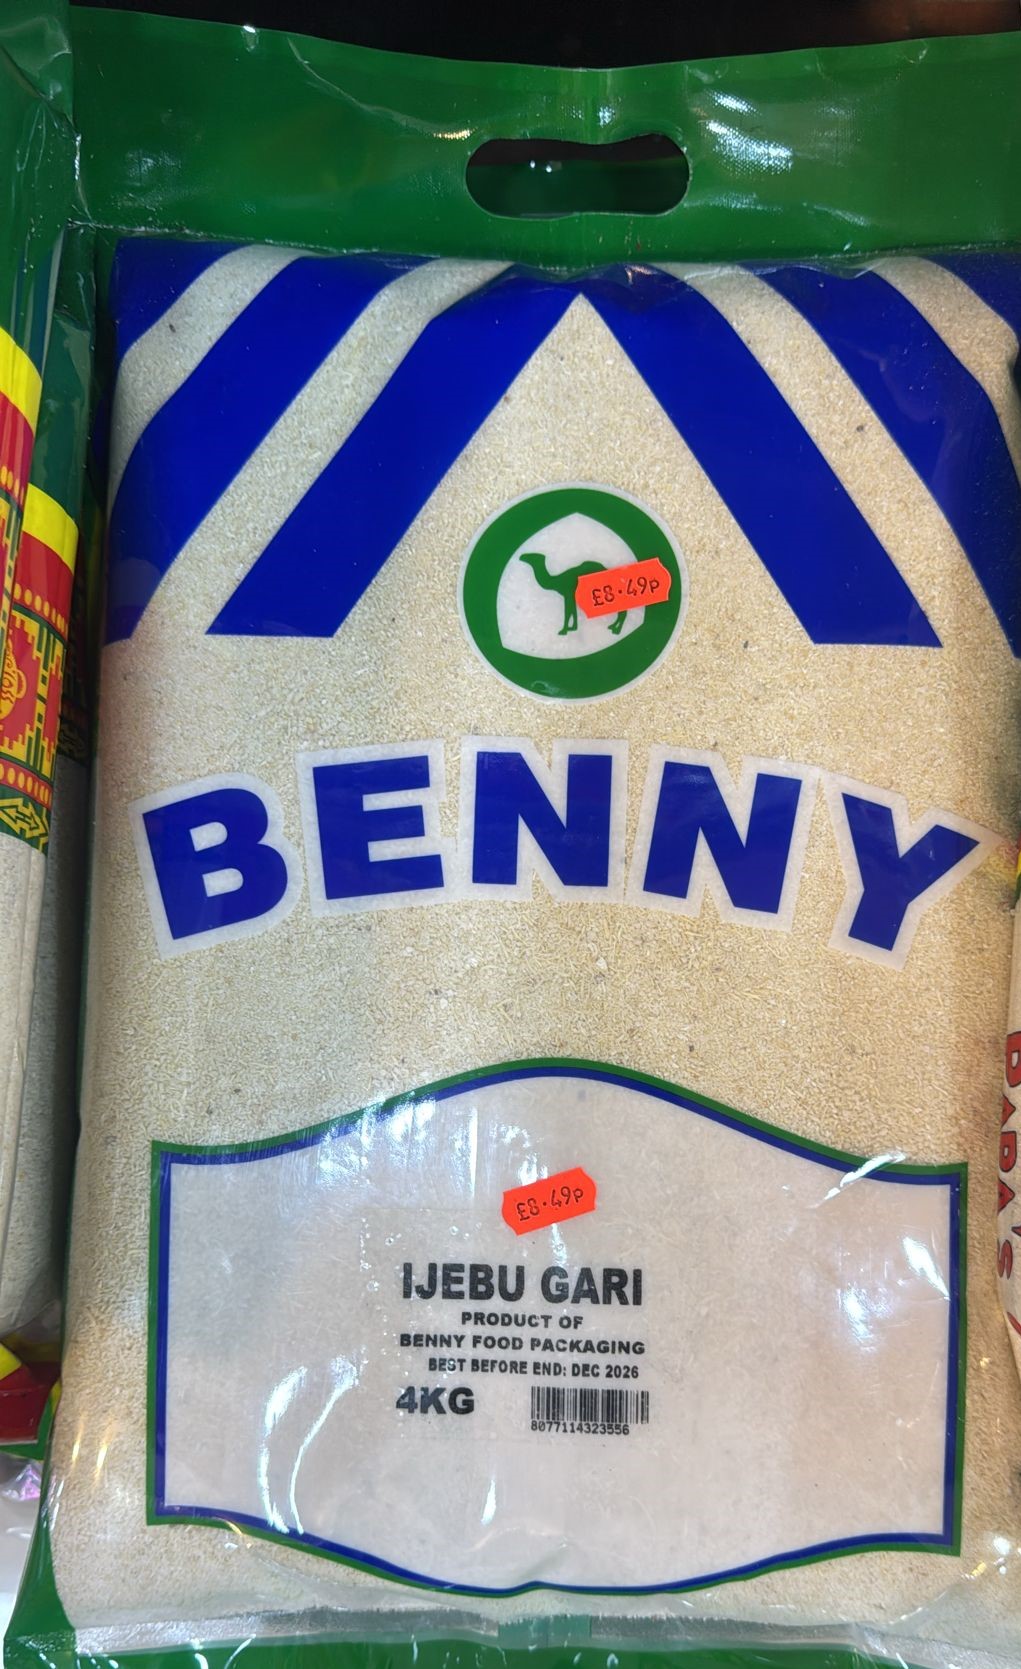 £8.49p
BENNY
£8.49p
IJEBU GARI
PRODUCT OF
BENNY FOOD PACKAGING
BEST BEFORE END: DEC 2026
4KG
8077114323556